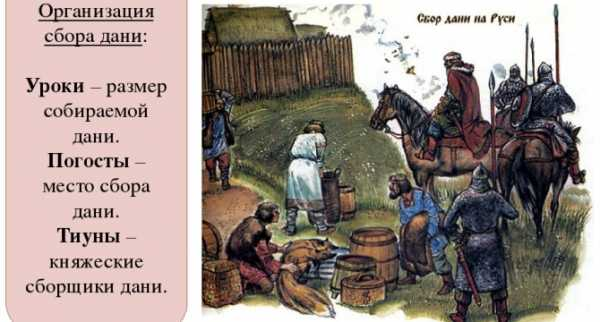 Организация
сбора дани:
Уроки – размер
собираемой
дани.
Погосты –
место сбора
дани.
Тиуны –
княжеские
сборщики дани.
Сбор дани на Руси